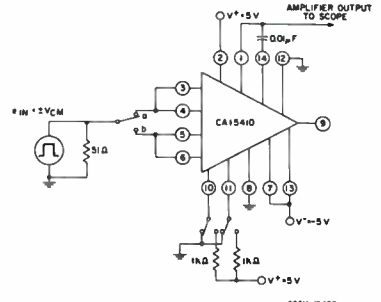 AMPLIFIER OUTPUT
TO SCOPE
V+=5V
0.01µF
2 1 14 12
eIN = ±VCM
a
3
4
CA15410
9
b
5
51Ω
6
10 11 8 7 13
V-=-5V
1KΩ 1KΩ
V+=5V